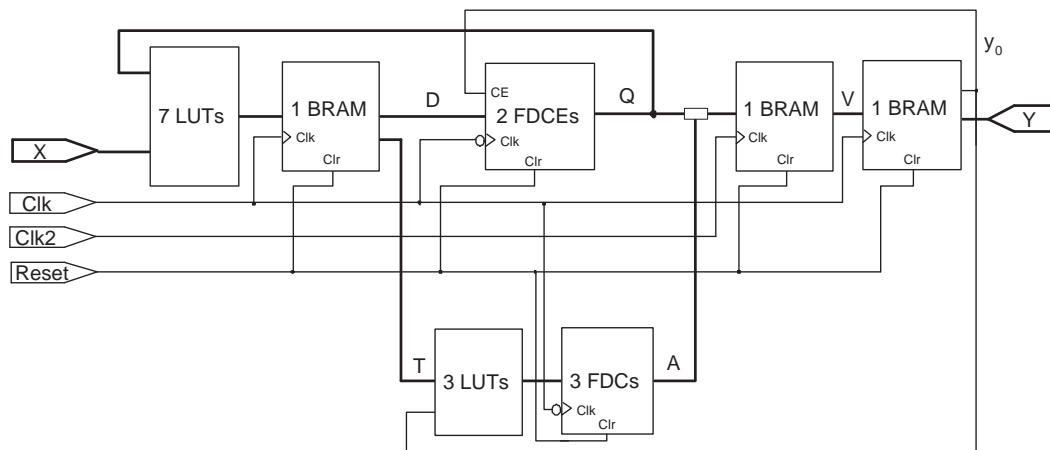 y0
D
Q
V
CE
7 LUTs
1 BRAM
2 FDCEs
1 BRAM
1 BRAM
Y
Clk
Clk
Clk
Clk
X
Clr
Clr
Clr
Clr
Clk
Clk2
Reset
T
A
3 LUTs
3 FDCs
Clk
Clr